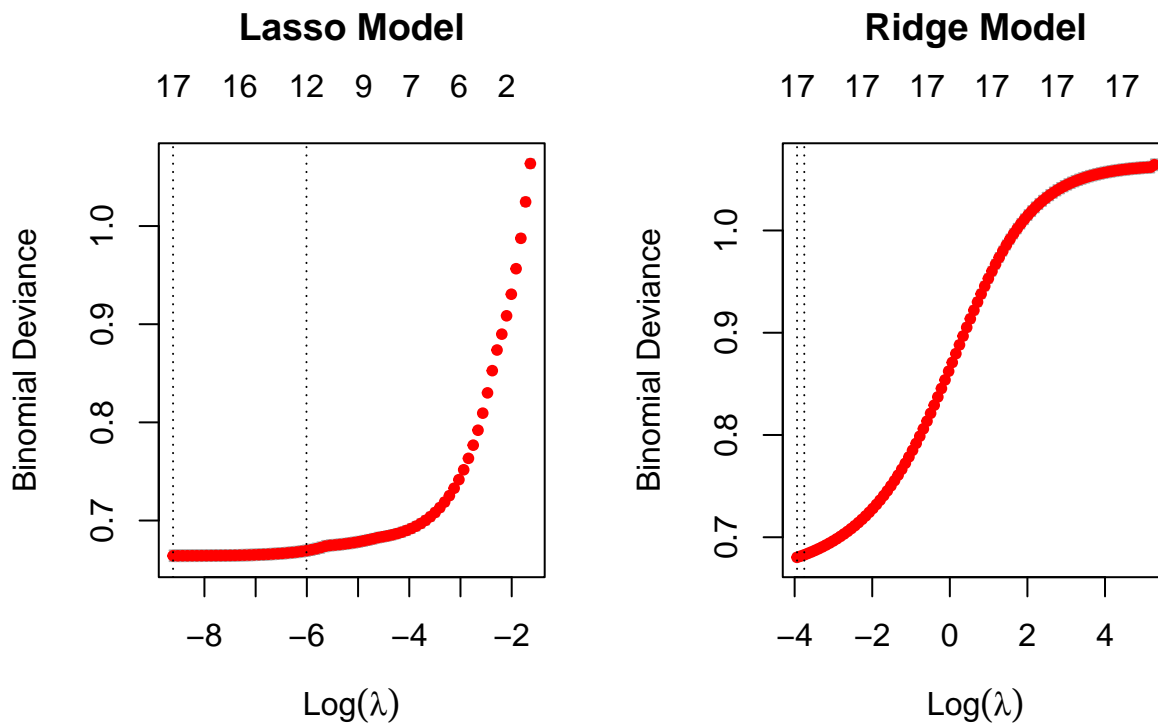 Lasso Model
17 16 12 9 7 6 2
Binomial Deviance
1.0
0.9
0.8
0.7
−8 −6 −4 −2
Log(λ)
Ridge Model
17 17 17 17 17 17
Binomial Deviance
1.0
0.9
0.8
0.7
−4 −2 0 2 4
Log(λ)